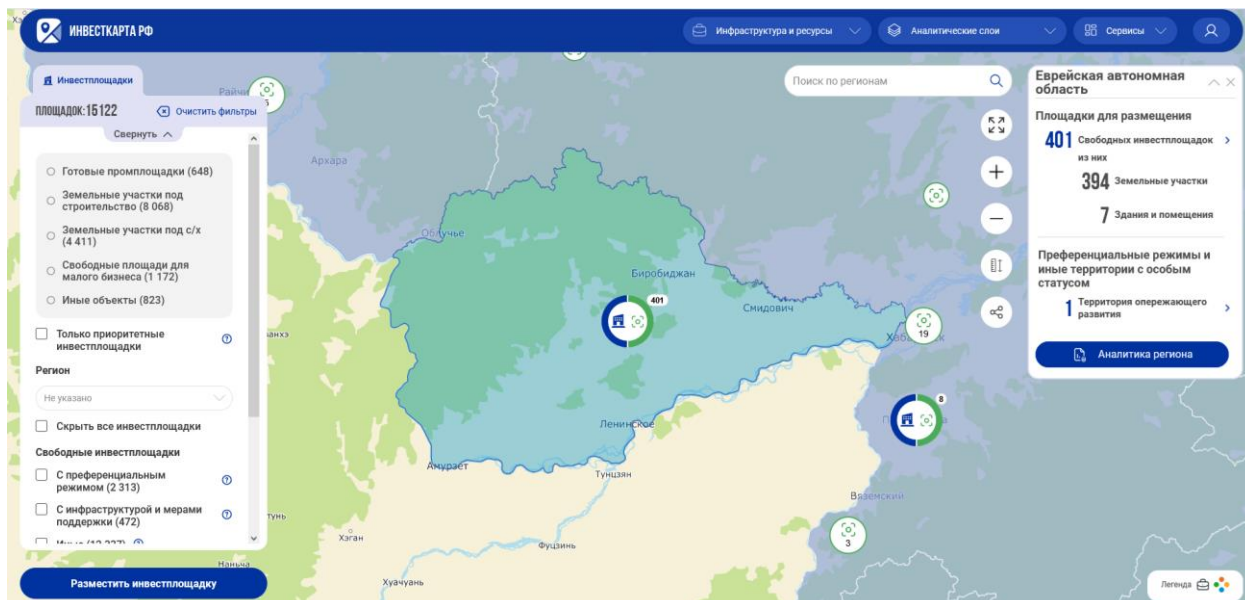 ИНВЕСТКАРТА РФ
Инфраструктура и ресурсы
Аналитические слои
Сервисы
Инвестплощадки
ПЛОЩАДОК:15122
Очистить фильтры
Свернуть
Готовые промплощадки (648)
Земельные участки под
строительство (8 068)
Земельные участки под с/х
(4 411)
Свободные площади для
малого бизнеса (1 172)
Иные объекты (823)
Только приоритетные
инвестплощадки
Регион
Не указано
Скрыть все инвестплощадки
Свободные инвестплощадки
С преференциальным
режимом (2 313)
С инфраструктурой и мерами
поддержки (472)
Разместить инвестплощадку
Поиск по регионам
Архара
Облучье
Биробиджан
401
Смидович
19
8
Ленинское
Амурзет
Тунцзян
Вяземский
3
Хэган
Фуцзинь
Хуачуань
Наньча
Еврейская автономная
область
Площадки для размещения
401 Свободных инвестплощадок
из них
394 Земельные участки
7 Здания и помещения
Преференциальные режимы и
иные территории с особым
статусом
1 Территория опережающего
развития
Аналитика региона
Легенда